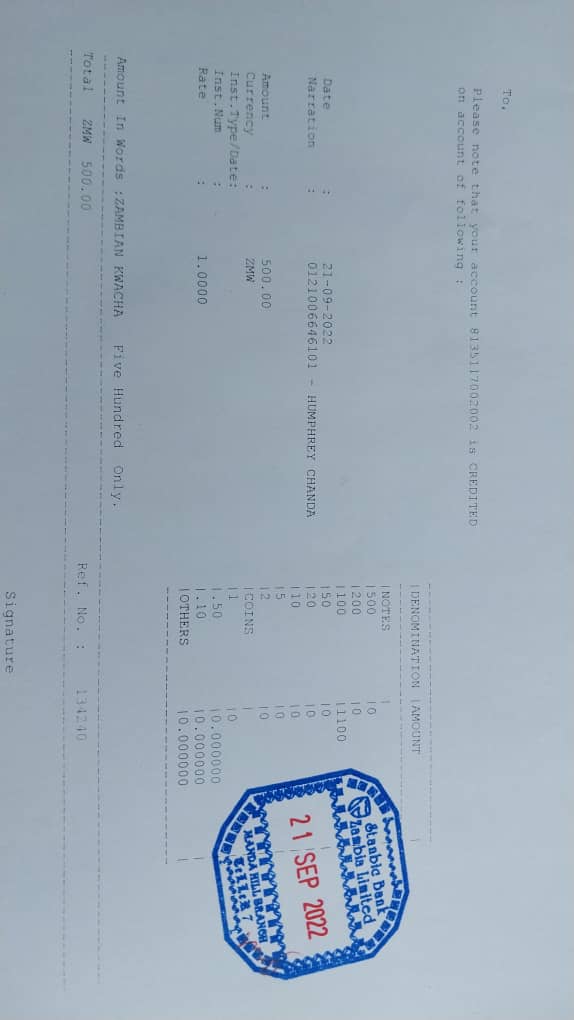 To,
Please note that your account 8135117002002 is CREDITED
on account of following :
Date : 21-09-2022
Narration : 0121006646101 - HUMPHREY CHANDA
Amount : 500.00
Currency : ZMW
Inst.Type/Date:
Inst.Num :
Rate : 1.0000
|DENOMINATION |AMOUNT |
|NOTES |
|500 |0
|200 |0
|100 |1100
|50 |0
|20 |0
|10 |0
|5 |0
|2 |0
|COINS |
|1 |0
|.50 |0.000000
|.10 |0.000000 |
|OTHERS |0.000000 |
Stanbic Bank
Zambia Limited
21 SEP 2022
MANDA HILL BRANCH
7
Amount In Words :ZAMBIAN KWACHA Five Hundred Only.
Total ZMW 500.00 Ref. No. : 134240
Signature